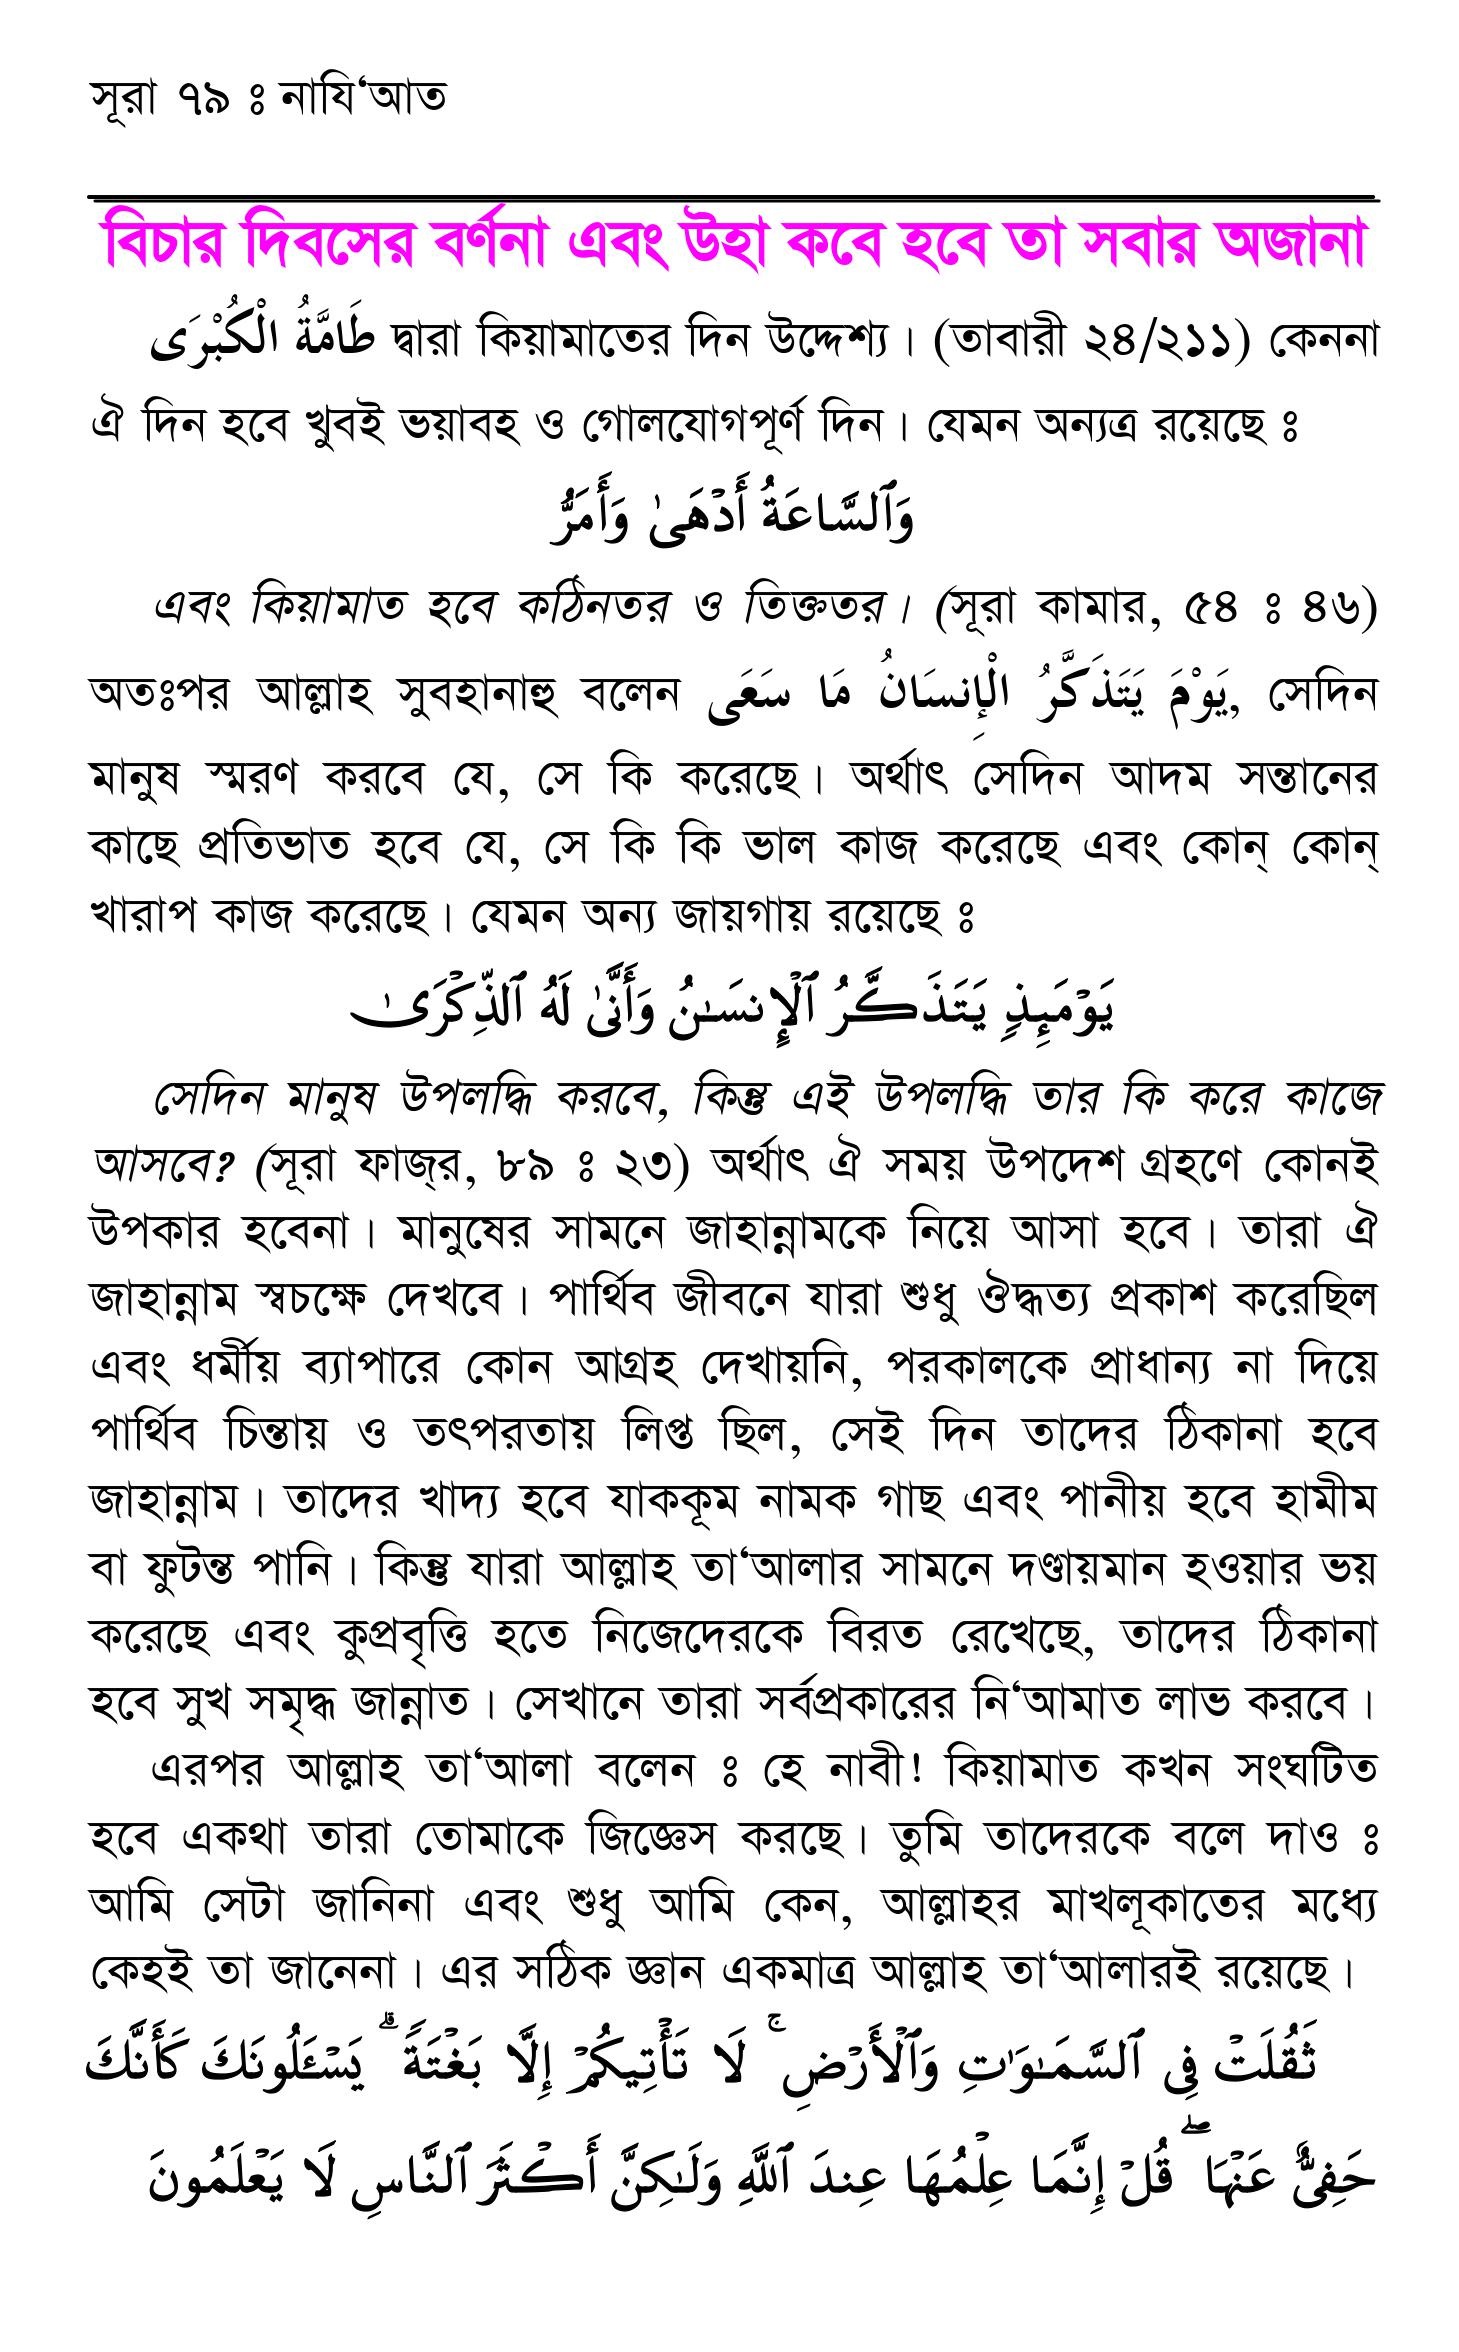 সূরা ৭৯ ঃ নাযি‘আত
বিচার দিবসের বর্ণনা এবং উহা কবে হবে তা সবার অজানা
طَامَّةُ الْكُبْرَى দ্বারা কিয়ামাতের দিন উদ্দেশ্য। (তাবারী ২৪/২১১) কেননা
ঐ দিন হবে খুবই ভয়াবহ ও গোলযোগপূর্ণ দিন। যেমন অন্যত্র রয়েছে ঃ
وَٱلسَّاعَةُ أَدْهَىٰ وَأَمَرُّ
এবং কিয়ামাত হবে কঠিনতর ও তিক্ততর। (সূরা কামার, ৫৪ ঃ ৪৬)
অতঃপর আল্লাহ সুবহানাহু বলেন يَوْمَ يَتَذَكَّرُ الْإِنسَانُ مَا سَعَى, সেদিন
মানুষ স্মরণ করবে যে, সে কি করেছে। অর্থাৎ সেদিন আদম সন্তানের
কাছে প্রতিভাত হবে যে, সে কি কি ভাল কাজ করেছে এবং কোন্ কোন্
খারাপ কাজ করেছে। যেমন অন্য জায়গায় রয়েছে ঃ
يَوْمَئِذٍ يَتَذَكَّرُ ٱلْإِنسَـٰنُ وَأَنَّىٰ لَهُ ٱلذِّكْرَىٰ
সেদিন মানুষ উপলদ্ধি করবে, কিন্তু এই উপলদ্ধি তার কি করে কাজে
আসবে? (সূরা ফাজ্‌র, ৮৯ ঃ ২৩) অর্থাৎ ঐ সময় উপদেশ গ্রহণে কোনই
উপকার হবেনা। মানুষের সামনে জাহান্নামকে নিয়ে আসা হবে। তারা ঐ
জাহান্নাম স্বচক্ষে দেখবে। পার্থিব জীবনে যারা শুধু ঔদ্ধত্য প্রকাশ করেছিল
এবং ধর্মীয় ব্যাপারে কোন আগ্রহ দেখায়নি, পরকালকে প্রাধান্য না দিয়ে
পার্থিব চিন্তায় ও তৎপরতায় লিপ্ত ছিল, সেই দিন তাদের ঠিকানা হবে
জাহান্নাম। তাদের খাদ্য হবে যাককূম নামক গাছ এবং পানীয় হবে হামীম
বা ফুটন্ত পানি। কিন্তু যারা আল্লাহ তা‘আলার সামনে দণ্ডায়মান হওয়ার ভয়
করেছে এবং কুপ্রবৃত্তি হতে নিজেদেরকে বিরত রেখেছে, তাদের ঠিকানা
হবে সুখ সমৃদ্ধ জান্নাত। সেখানে তারা সর্বপ্রকারের নি‘আমাত লাভ করবে।
এরপর আল্লাহ তা‘আলা বলেন ঃ হে নাবী! কিয়ামাত কখন সংঘটিত
হবে একথা তারা তোমাকে জিজ্ঞেস করছে। তুমি তাদেরকে বলে দাও ঃ
আমি সেটা জানিনা এবং শুধু আমি কেন, আল্লাহর মাখলূকাতের মধ্যে
কেহই তা জানেনা। এর সঠিক জ্ঞান একমাত্র আল্লাহ তা‘আলারই রয়েছে।
ثَقُلَتْ فِى ٱلسَّمَـٰوَٰتِ وَٱلْأَرْضِ ۚ لَا تَأْتِيكُمْ إِلَّا بَغْتَةً ۗ يَسْـَٔلُونَكَ كَأَنَّكَ
حَفِىٌّ عَنْهَا ۖ قُلْ إِنَّمَا عِلْمُهَا عِندَ ٱللَّهِ وَلَـٰكِنَّ أَكْثَرَ ٱلنَّاسِ لَا يَعْلَمُونَ